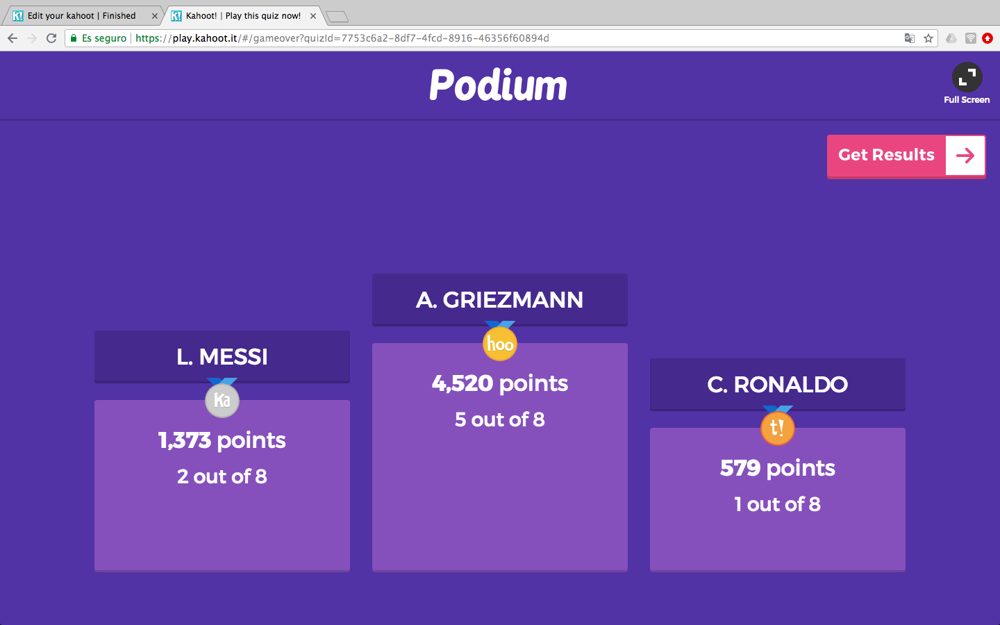 Edit your kahoot | Finished
Kahoot! | Play this quiz now!
Es seguro
https://play.kahoot.it/#/gameover?quizId=7753c6a2-8df7-4fcd-8916-46356f60894d
Podium
Full Screen
Get Results
A. GRIEZMANN
hoo
4,520 points
5 out of 8
L. MESSI
Ka
1,373 points
2 out of 8
C. RONALDO
t!
579 points
1 out of 8